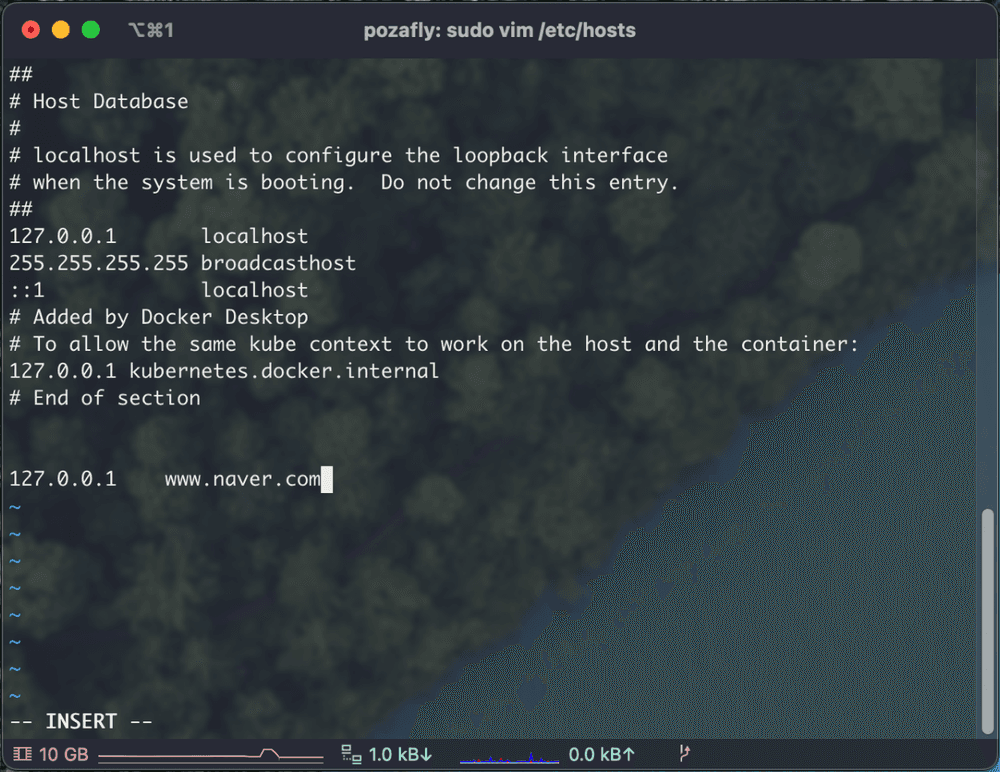 ⌥⌘1
pozafly: sudo vim /etc/hosts
##
# Host Database
#
# localhost is used to configure the loopback interface
# when the system is booting.  Do not change this entry.
##
127.0.0.1       localhost
255.255.255.255 broadcasthost
::1             localhost
# Added by Docker Desktop
# To allow the same kube context to work on the host and the container:
127.0.0.1 kubernetes.docker.internal
# End of section
127.0.0.1    www.naver.com
~
~
~
~
~
~
~
~
-- INSERT --
10 GB 1.0 kB↓ 0.0 kB↑